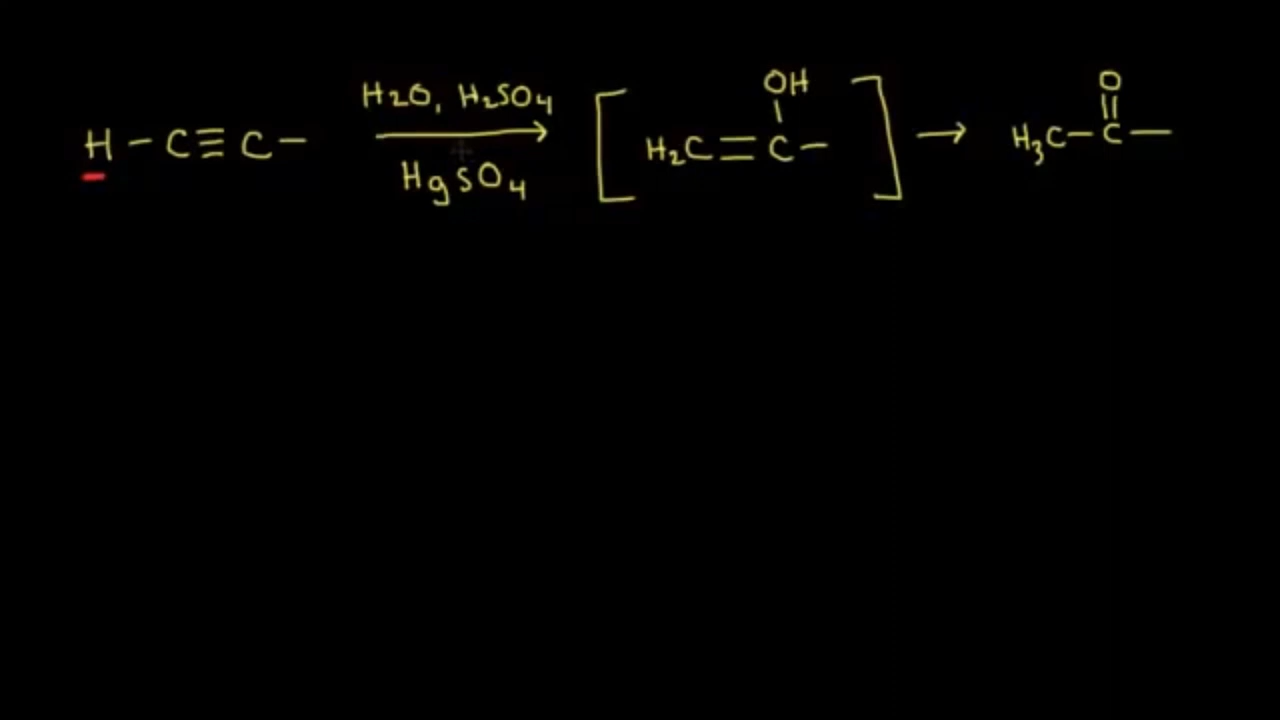 H₂O, H₂SO₄
H-C≡C-
HgSO₄
[H₂C=C-] → H₃C-C-
OH
O